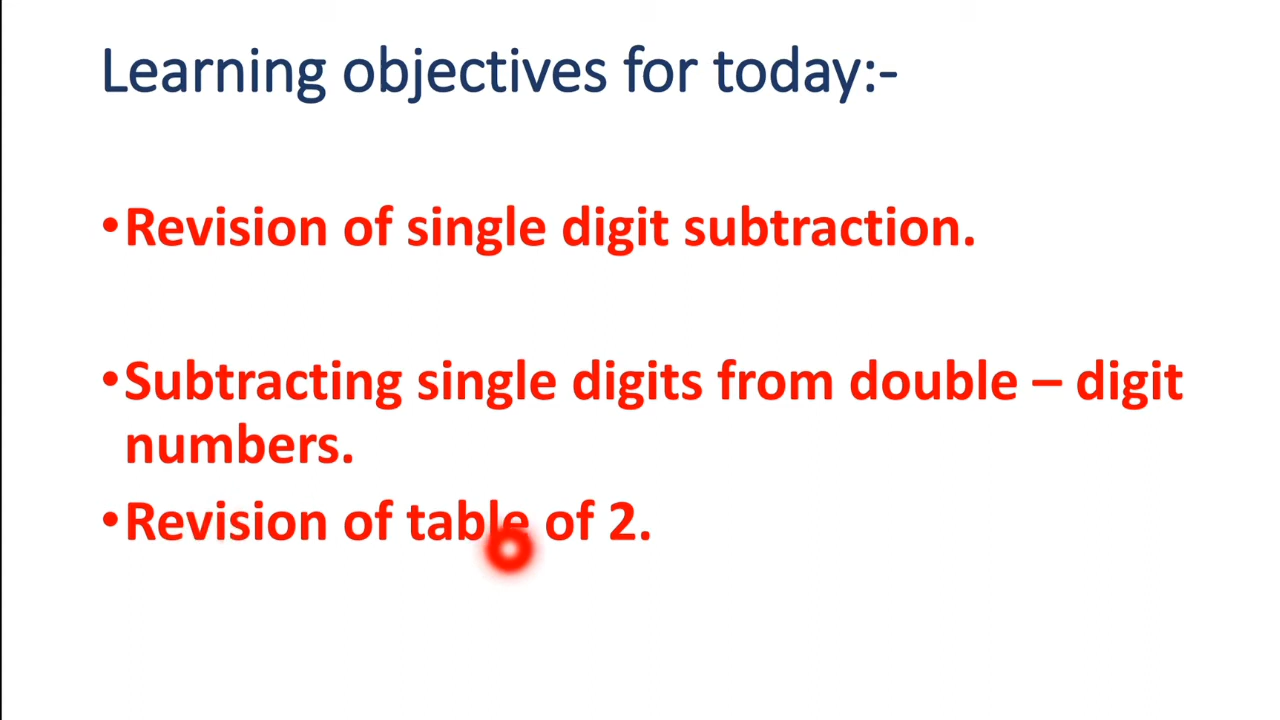 Learning objectives for today:-
•Revision of single digit subtraction.
•Subtracting single digits from double – digit
numbers.
•Revision of table of 2.